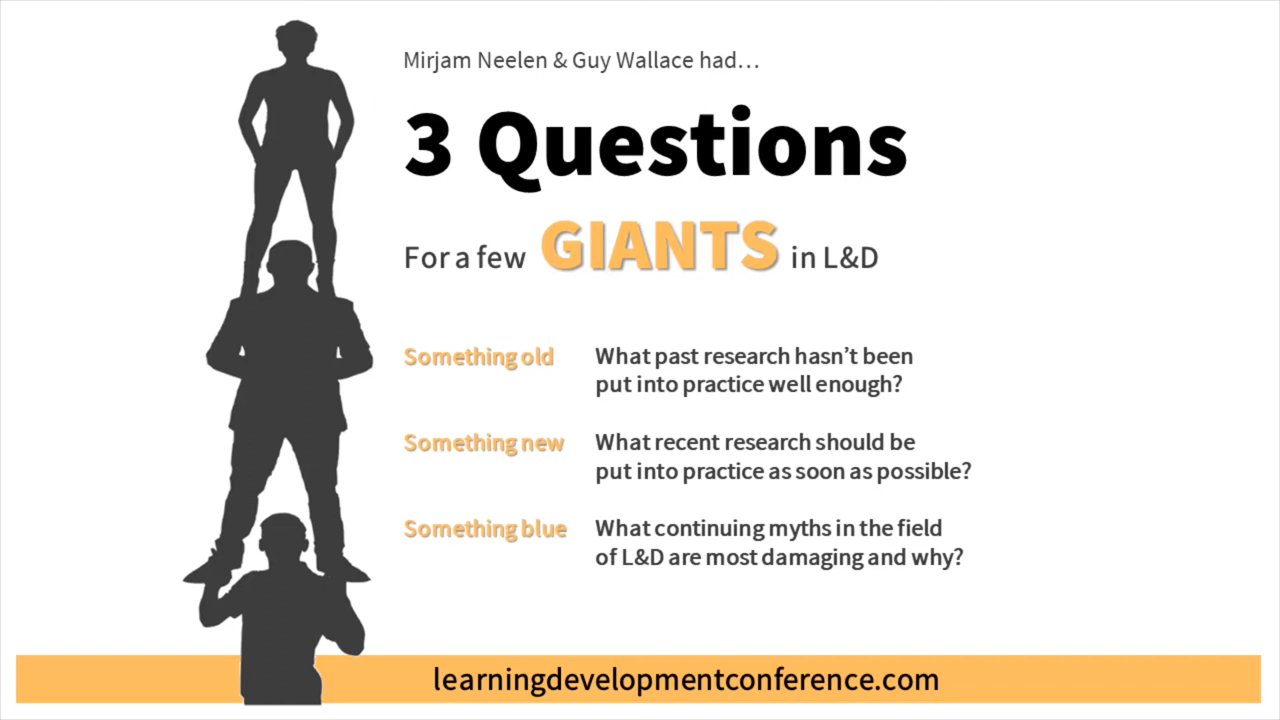 Mirjam Neelen & Guy Wallace had…
3 Questions
For a few GIANTS in L&D
Something old What past research hasn’t been
put into practice well enough?
Something new What recent research should be
put into practice as soon as possible?
Something blue What continuing myths in the field
of L&D are most damaging and why?
learningdevelopmentconference.com